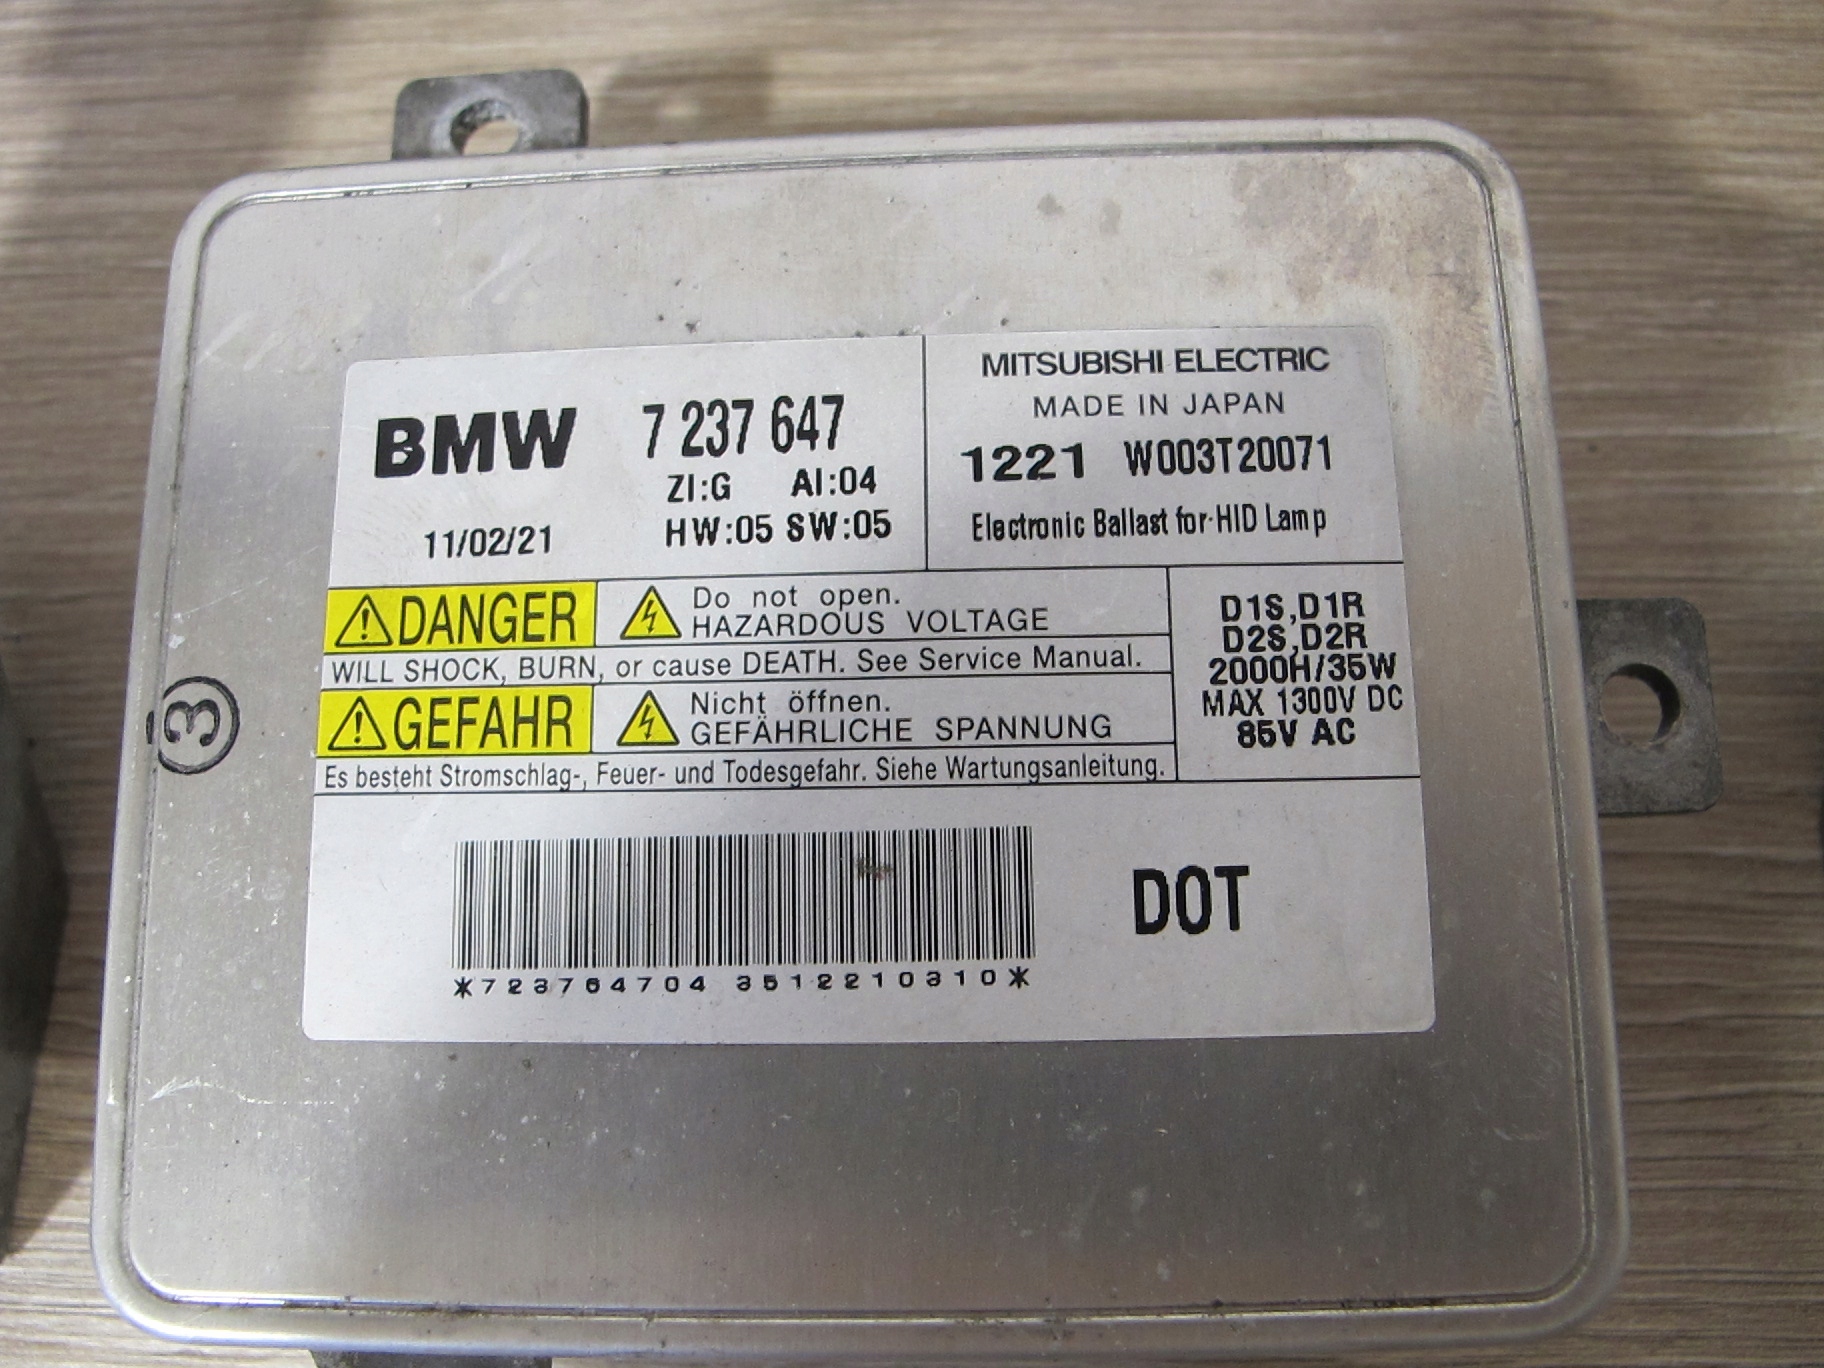 BMW 7 237 647
ZI:G AI:04
11/02/21 HW:05 SW:05
MITSUBISHI ELECTRIC
MADE IN JAPAN
1221 W003T20071
Electronic Ballast for HID Lamp
DANGER Do not open.
HAZARDOUS VOLTAGE
WILL SHOCK, BURN, or cause DEATH. See Service Manual.
GEFAHR Nicht öffnen.
GEFÄHRLICHE SPANNUNG
Es besteht Stromschlag-, Feuer- und Todesgefahr. Siehe Wartungsanleitung.
D1S,D1R
D2S,D2R
2000H/35W
MAX 1300V DC
85V AC
3
*723764704 3512210310*
DOT